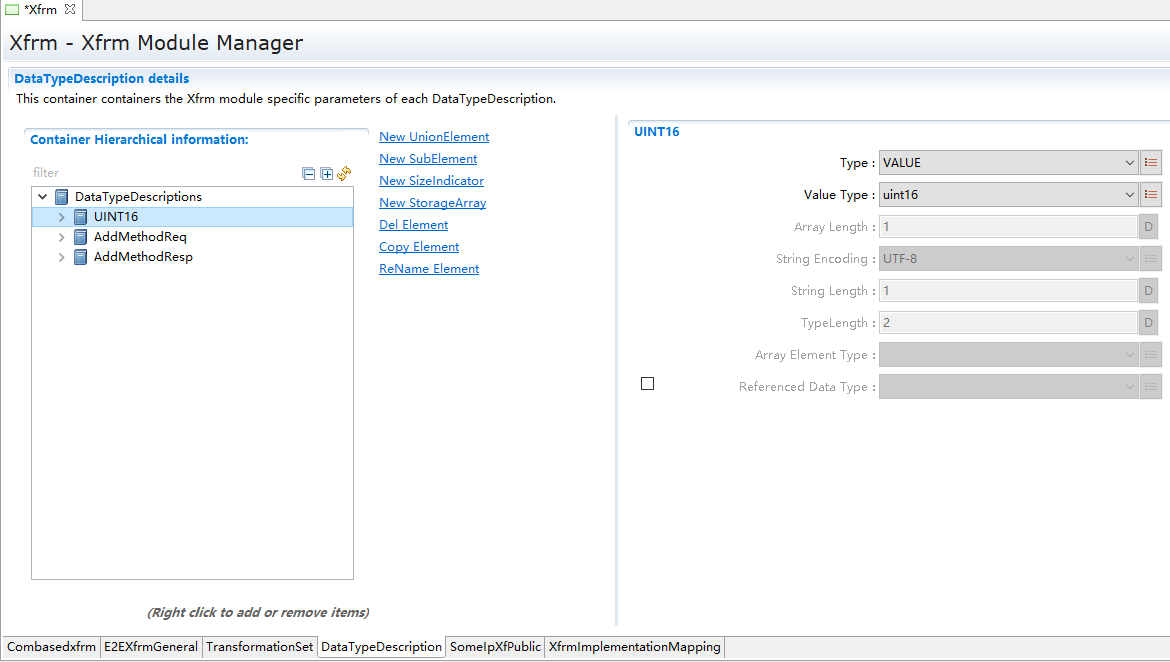 *Xfrm
Xfrm - Xfrm Module Manager
DataTypeDescription details
This container containers the Xfrm module specific parameters of each DataTypeDescription.
Container Hierarchical information:
filter
DataTypeDescriptions
UINT16
AddMethodReq
AddMethodResp
(Right click to add or remove items)
New UnionElement
New SubElement
New SizeIndicator
New StorageArray
Del Element
Copy Element
ReName Element
UINT16
Type : VALUE
Value Type : uint16
Array Length : 1 D
String Encoding : UTF-8
String Length : 1 D
TypeLength : 2 D
Array Element Type :
Referenced Data Type :
Combasedxfrm E2EXfrmGeneral TransformationSet DataTypeDescription SomeIpXfPublic XfrmImplementationMapping